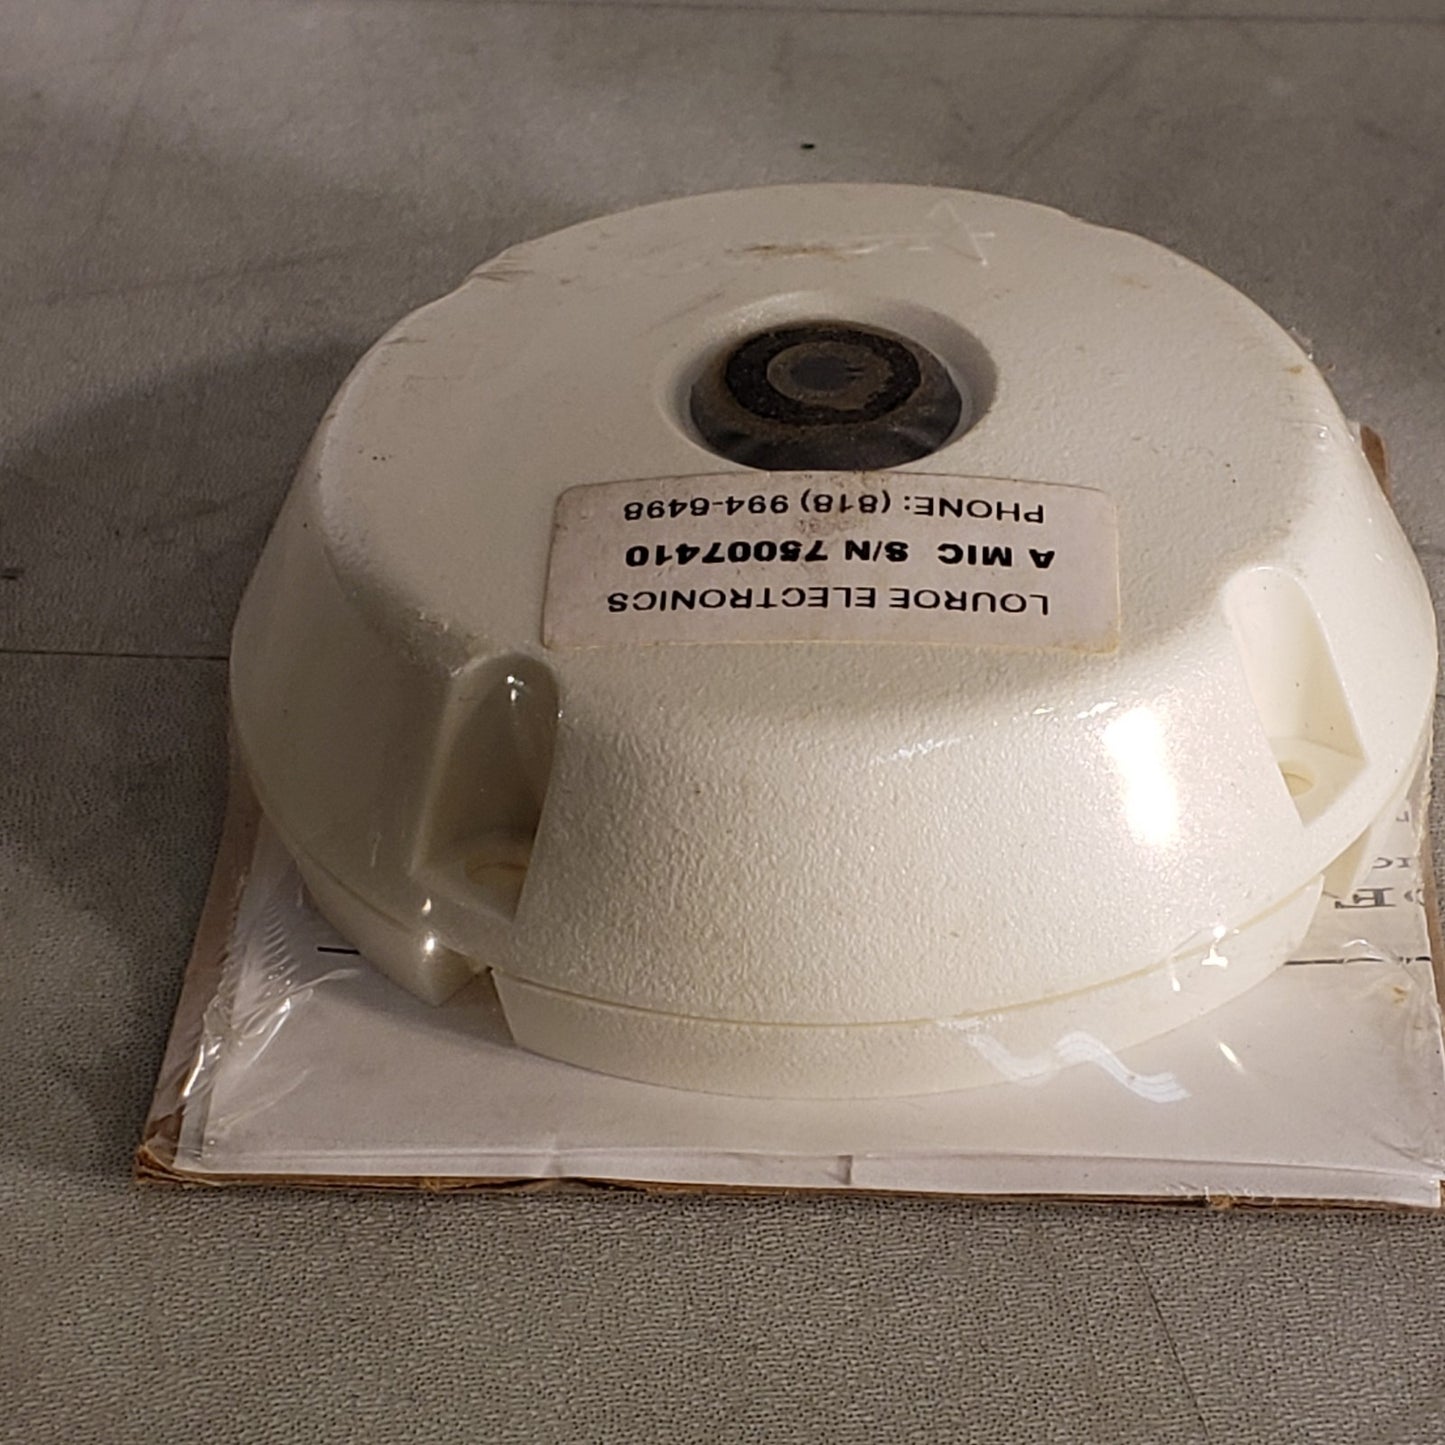 LOUROE ELECTRONICS
A MIC S/N 75007410
PHONE: (818) 994-6498